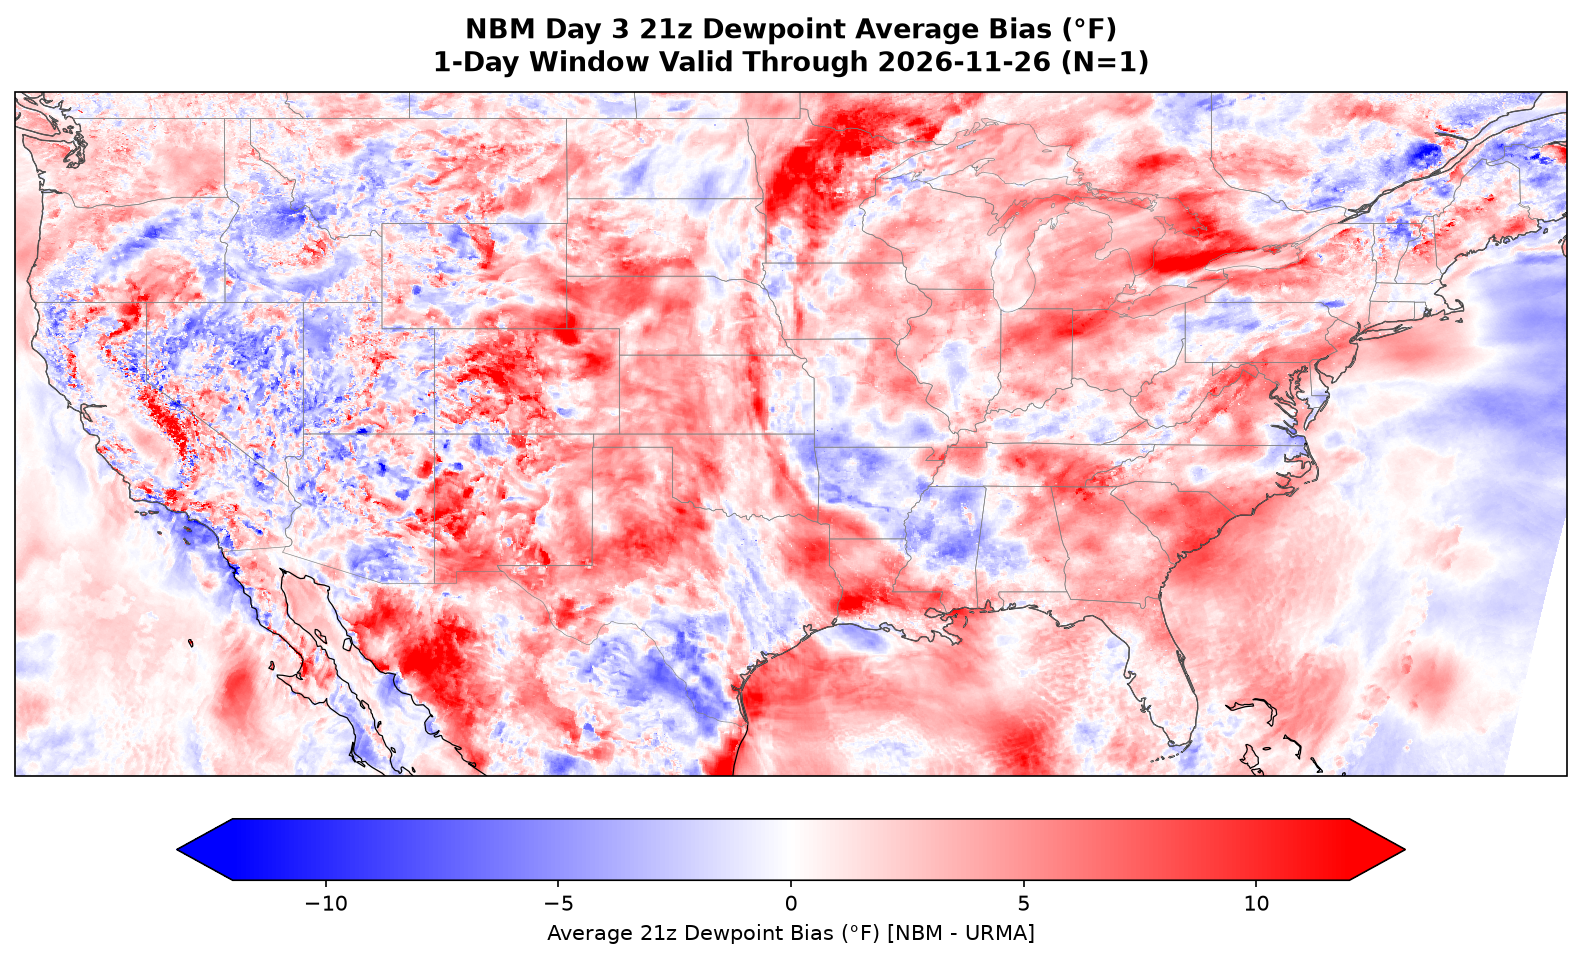 NBM Day 3 21z Dewpoint Average Bias (°F)
1-Day Window Valid Through 2026-11-26 (N=1)
−10 −5 0 5 10
Average 21z Dewpoint Bias (°F) [NBM - URMA]